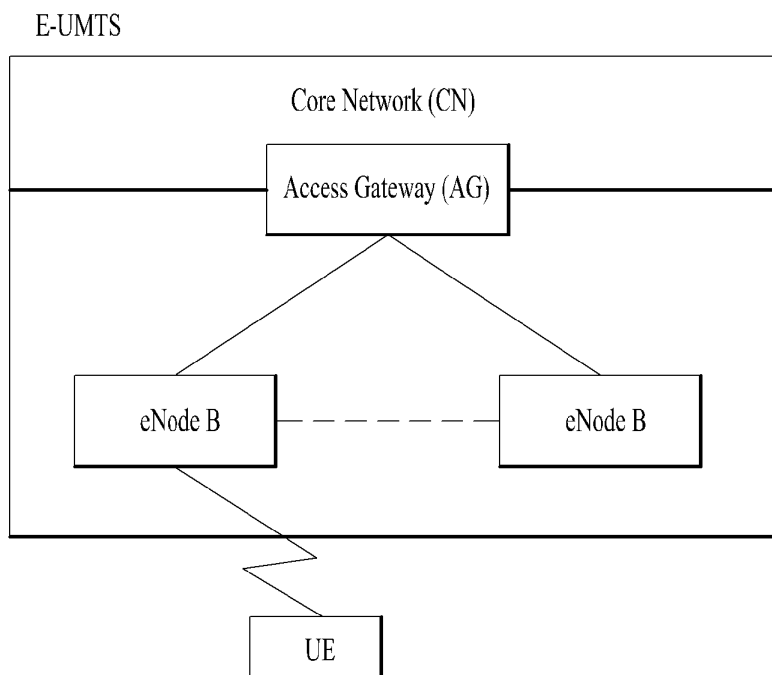 E-UMTS
Core Network (CN)
Access Gateway (AG)
eNode B
eNode B
UE